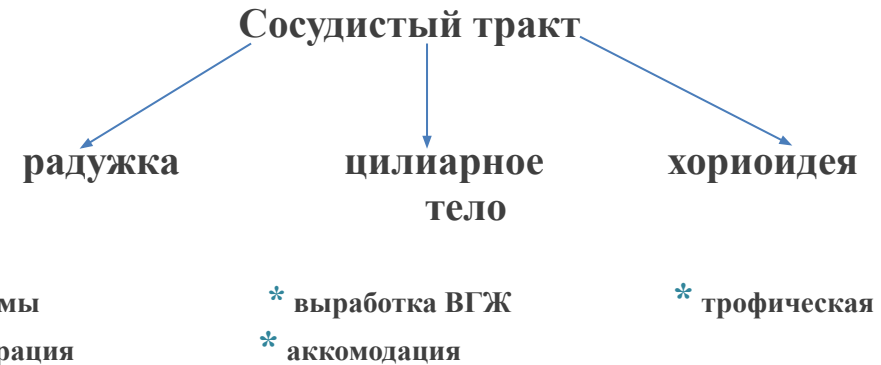 Сосудистый тракт
радужка цилиарное хориоидея
тело
* выработка ВГЖ * трофическая
* аккомодация